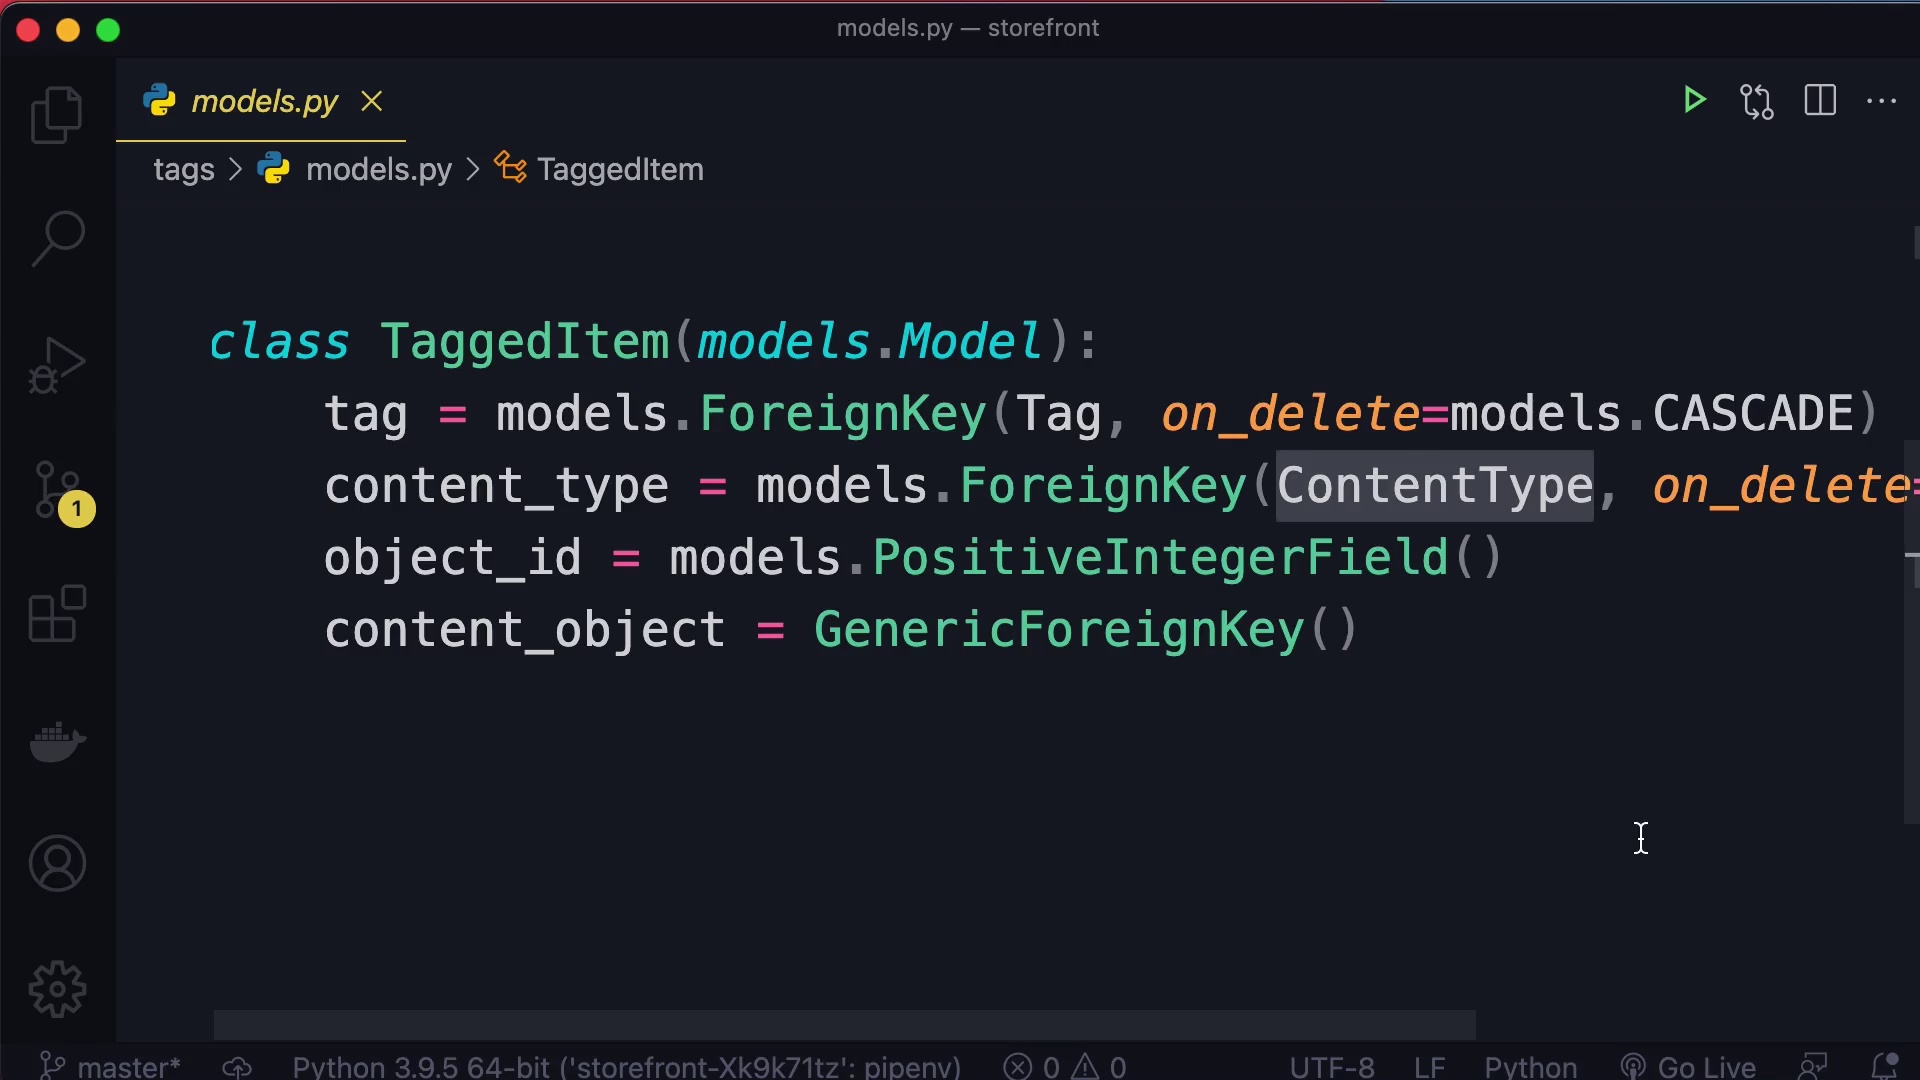 models.py — storefront
models.py
tags > models.py > TaggedItem
class TaggedItem(models.Model):
    tag = models.ForeignKey(Tag, on_delete=models.CASCADE)
    content_type = models.ForeignKey(ContentType, on_delete=
    object_id = models.PositiveIntegerField()
    content_object = GenericForeignKey()
1
master* Python 3.9.5 64-bit ('storefront-Xk9k71tz': pipenv) 0 0 UTF-8 LF Python Go Live